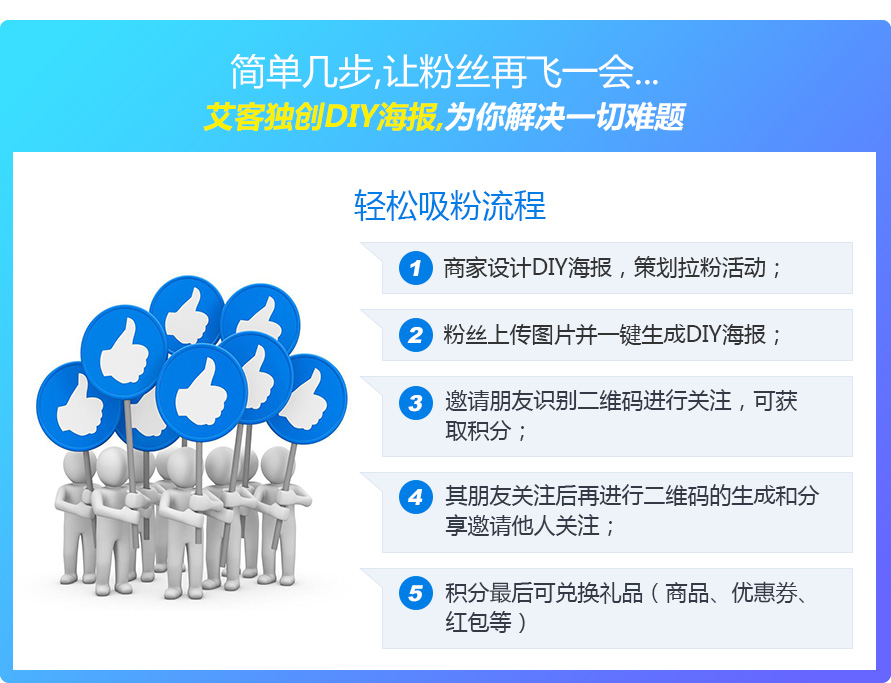 简单几步,让粉丝再飞一会...
艾客独创DIY海报,为你解决一切难题
轻松吸粉流程
1 商家设计DIY海报，策划拉粉活动；
2 粉丝上传图片并一键生成DIY海报；
3 邀请朋友识别二维码进行关注，可获
取积分；
4 其朋友关注后再进行二维码的生成和分
享邀请他人关注；
5 积分最后可兑换礼品（商品、优惠券、
红包等）